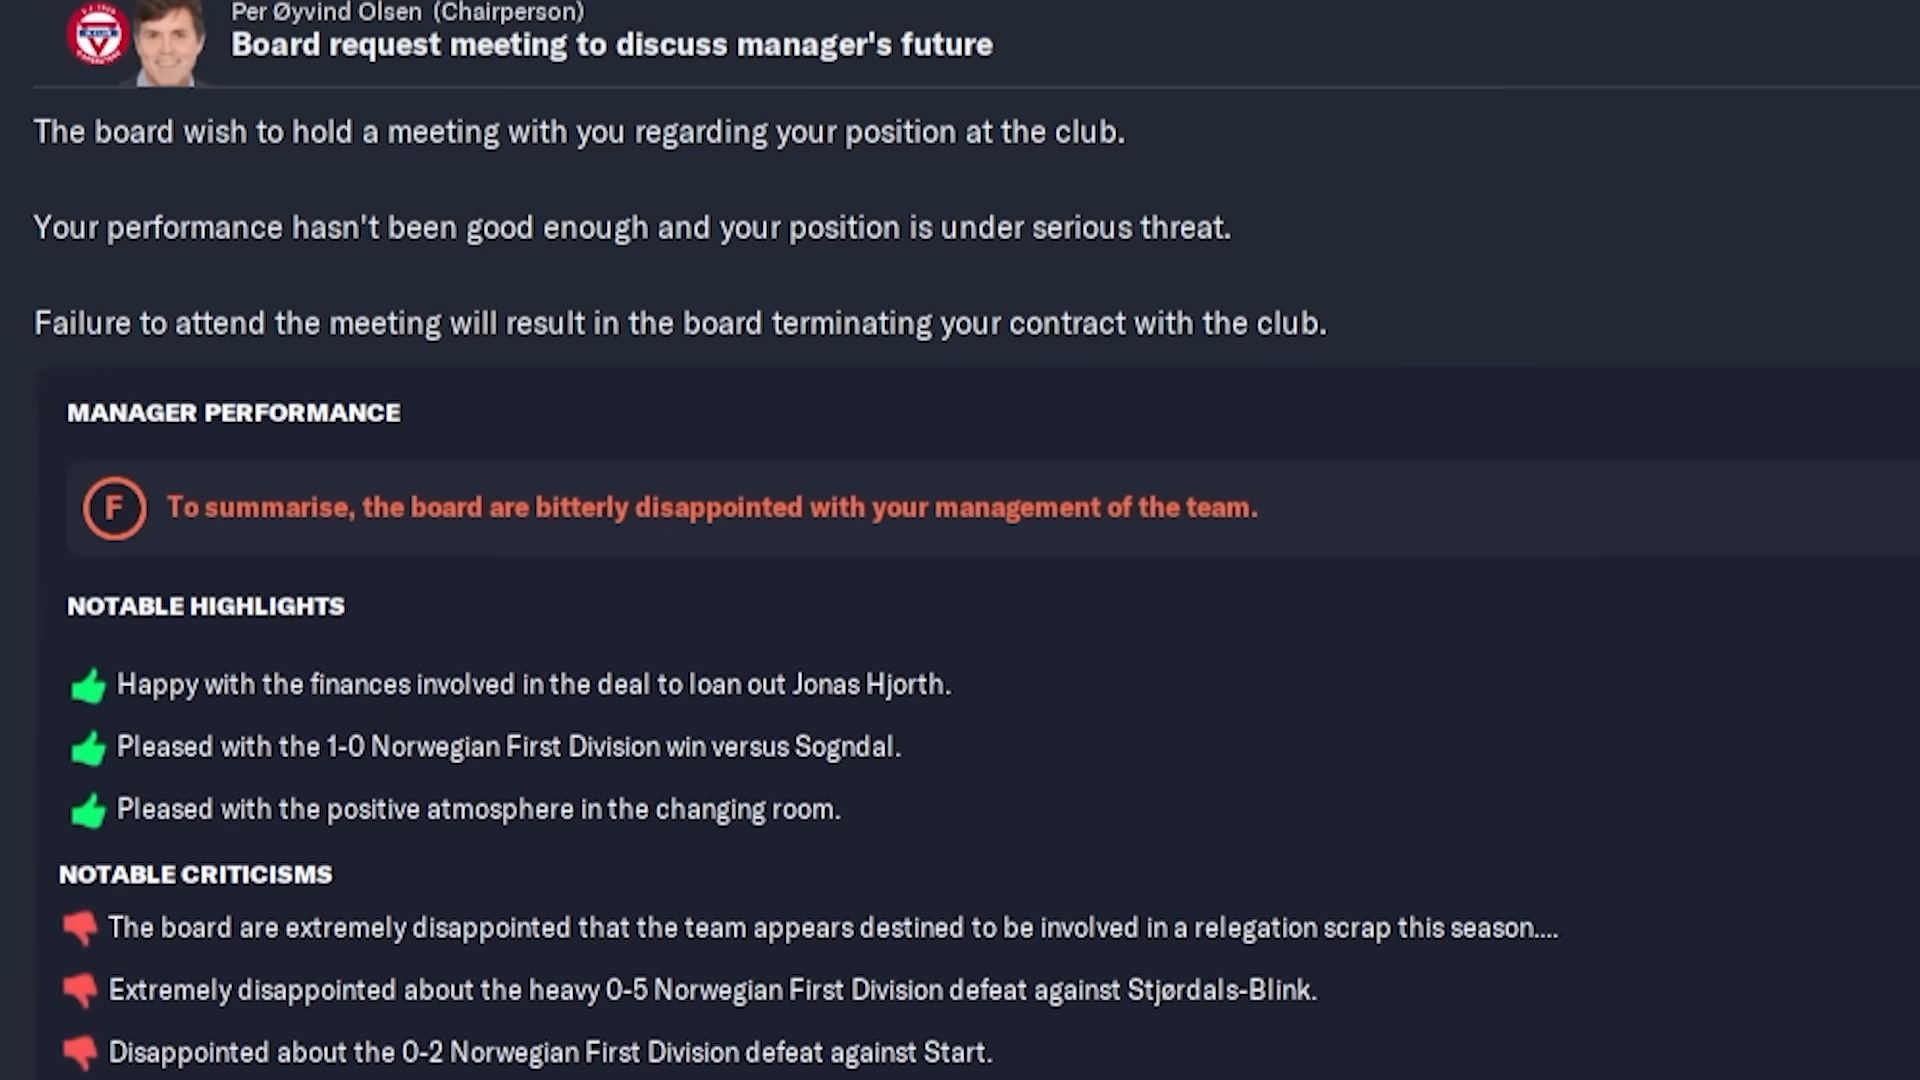 Per Øyvind Olsen (Chairperson)
Board request meeting to discuss manager's future
The board wish to hold a meeting with you regarding your position at the club.
Your performance hasn't been good enough and your position is under serious threat.
Failure to attend the meeting will result in the board terminating your contract with the club.
MANAGER PERFORMANCE
F To summarise, the board are bitterly disappointed with your management of the team.
NOTABLE HIGHLIGHTS
Happy with the finances involved in the deal to loan out Jonas Hjorth.
Pleased with the 1-0 Norwegian First Division win versus Sogndal.
Pleased with the positive atmosphere in the changing room.
NOTABLE CRITICISMS
The board are extremely disappointed that the team appears destined to be involved in a relegation scrap this season....
Extremely disappointed about the heavy 0-5 Norwegian First Division defeat against Stjørdals-Blink.
Disappointed about the 0-2 Norwegian First Division defeat against Start.